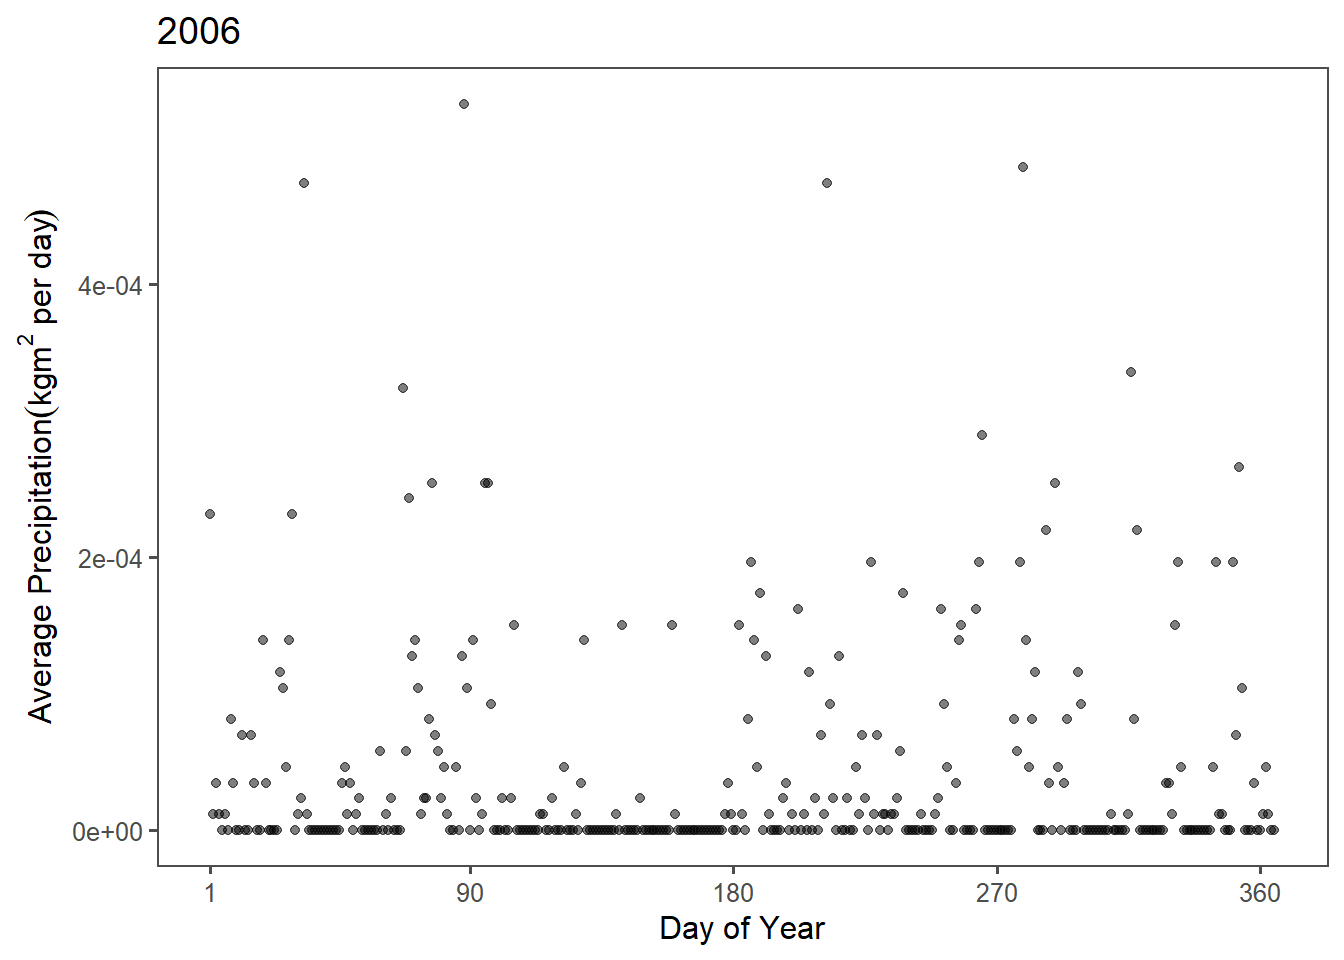 2006
Average Precipitation(kgm² per day)
4e-04
2e-04
0e+00
1 90 180 270 360
Day of Year